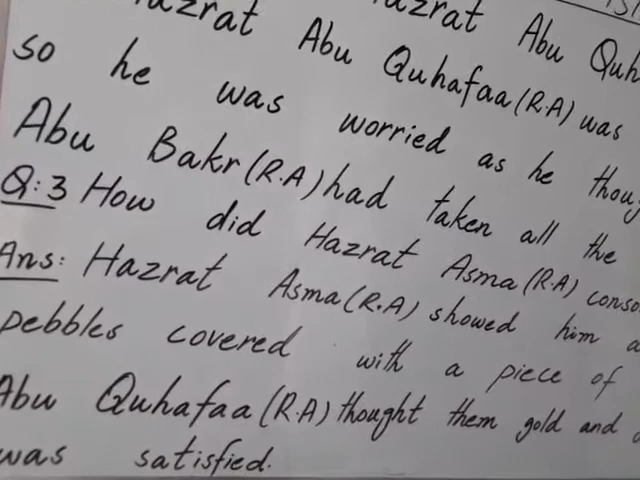 Hazrat Abu Quhafaa (R.A) was
so he was worried as he
Abu Bakr (R.A) had taken all the
Q:3 How did Hazrat Asma (R.A)
Ans: Hazrat Asma (R.A) showed him a
pebbles covered with a piece of
Abu Quhafaa (R.A) thought them gold and
was satisfied.